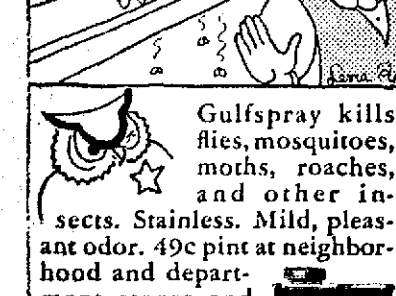 Gulfspray kills
flies, mosquitoes,
moths, roaches,
and other in-
sects. Stainless. Mild, pleas-
ant odor. 49c pint at neighbor-
hood and depart-